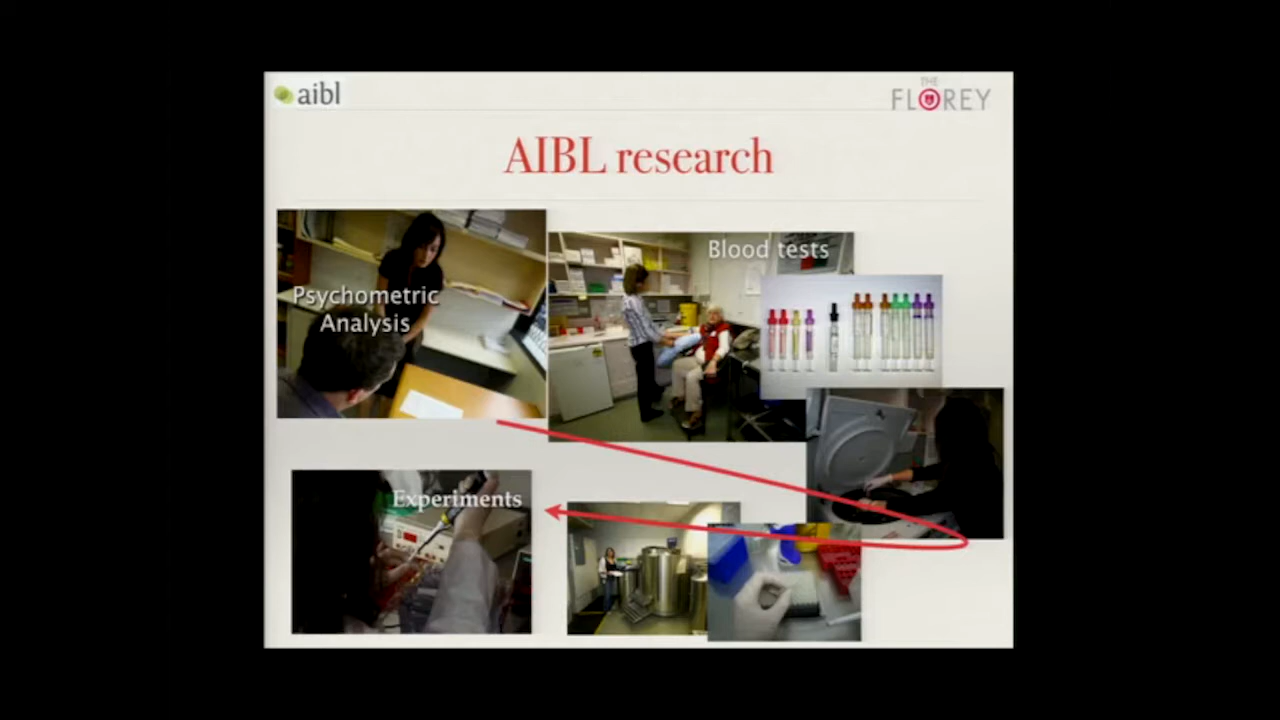 aibl
THE
FLOREY
AIBL research
Psychometric
Analysis
Blood tests
Experiments